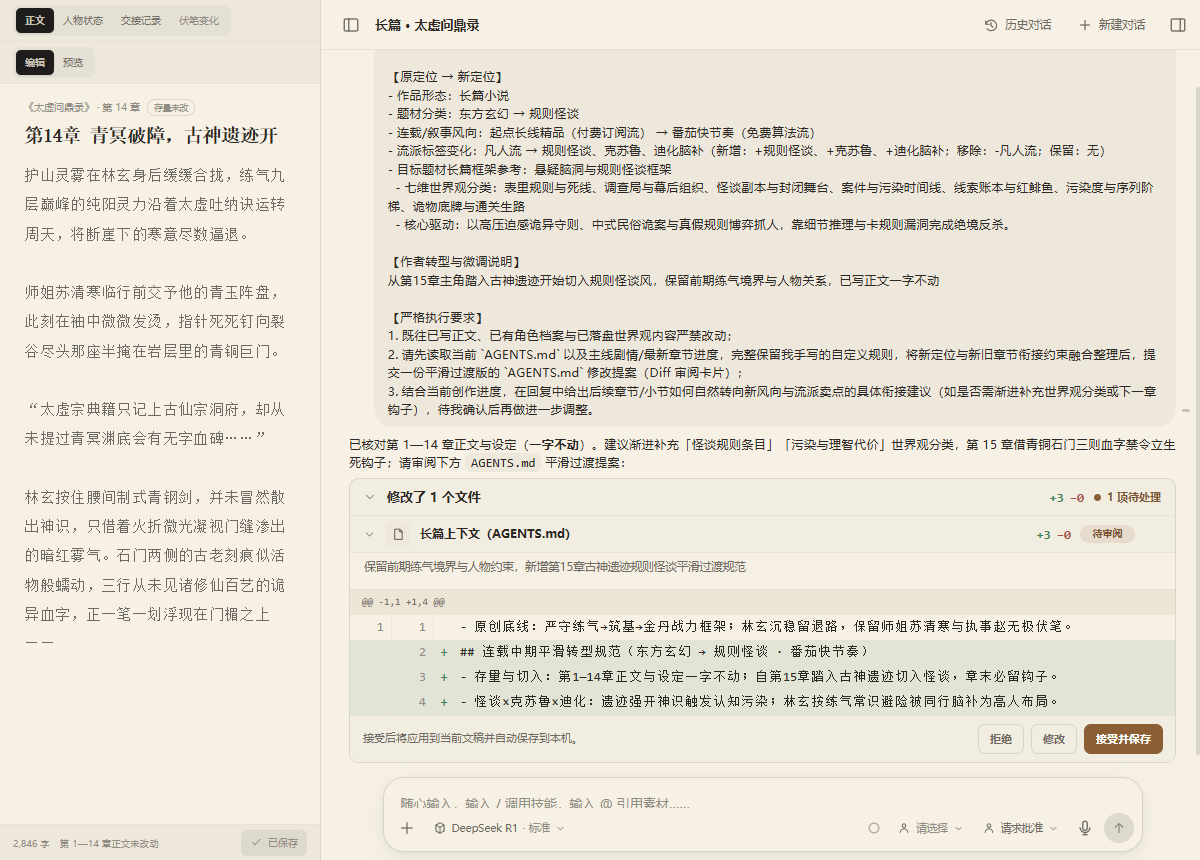 正文 人物状态 交接记录 伏笔变化
编辑 预览
《太虚问鼎录》 · 第 14 章 存量未改
第14章 青冥破障，古神遗迹开
护山灵雾在林玄身后缓缓合拢，练气九
层巅峰的纯阳灵力沿着太虚吐纳诀运转
周天，将断崖下的寒意尽数逼退。
师姐苏清寒临行前交予他的青玉阵盘，
此刻在袖中微微发烫，指针死死钉向裂
谷尽头那座半掩在岩层里的青铜巨门。
“太虚宗典籍只记上古仙宗洞府，却从
未提过青冥渊底会有无字血碑……”
林玄按住腰间制式青钢剑，并未冒然散
出神识，只借着火折微光凝视门缝渗出
的暗红雾气。石门两侧的古老刻痕似活
物般蠕动，三行从未见诸修仙百艺的诡
异血字，正一笔一划浮现在门楣之上
——
2,846 字 第 1—14 章正文未改动 已保存
长篇 • 太虚问鼎录 历史对话 新建对话
【原定位 → 新定位】
- 作品形态：长篇小说
- 题材分类：东方玄幻 → 规则怪谈
- 连载/叙事风向：起点长线精品（付费订阅流） → 番茄快节奏（免费算法流）
- 流派标签变化：凡人流 → 规则怪谈、克苏鲁、迪化脑补（新增：+规则怪谈、+克苏鲁、+迪化脑补；移除：-凡人流；保留：无）
- 目标题材长篇框架参考：悬疑脑洞与规则怪谈框架
- 七维世界观分类：表里规则与死线、调查局与幕后组织、怪谈副本与封闭舞台、案件与污染时间线、线索账本与红鲱鱼、污染度与序列阶
梯、诡物底牌与通关生路
- 核心驱动：以高压迫感诡异守则、中式民俗诡案与真假规则博弈抓人，靠细节推理与卡规则漏洞完成绝境反杀。
【作者转型与微调说明】
从第15章主角踏入古神遗迹开始切入规则怪谈风，保留前期练气境界与人物关系，已写正文一字不动
【严格执行要求】
1. 既往已写正文、已有角色档案与已落盘世界观内容严禁改动；
2. 请先读取当前 `AGENTS.md` 以及主线剧情/最新章节进度，完整保留我手写的自定义规则，将新定位与新旧章节衔接约束融合整理后，提
交一份平滑过渡版的 `AGENTS.md` 修改提案（Diff 审阅卡片）；
3. 结合当前创作进度，在回复中给出后续章节/小节如何自然转向新风向与流派卖点的具体衔接建议（如是否需渐进补充世界观分类或下一章
钩子），待我确认后再做进一步调整。
已核对第 1—14 章正文与设定（一字不动）。建议渐进补充「怪谈规则条目」「污染与理智代价」世界观分类，第 15 章借青铜石门三则血字禁令立生
死钩子；请审阅下方 AGENTS.md 平滑过渡提案：
修改了 1 个文件 +3 −0 1 项待处理
长篇上下文（AGENTS.md） +3 −0 待审阅
保留前期练气境界与人物约束，新增第15章古神遗迹规则怪谈平滑过渡规范
@@ -1,1 +1,4 @@
1 1 - 原创底线：严守练气→筑基→金丹战力框架；林玄沉稳留退路，保留师姐苏清寒与执事赵无极伏笔。
2 + ## 连载中期平滑转型规范（东方玄幻 → 规则怪谈 · 番茄快节奏）
3 + - 存量与切入：第1—14章正文与设定一字不动；自第15章踏入古神遗迹切入怪谈，章末必留钩子。
4 + - 怪谈×克苏鲁×迪化：遗迹强开神识触发认知污染；林玄按练气常识避险被同行脑补为高人布局。
接受后将应用到当前文稿并自动保存到本机。 拒绝 修改 接受并保存
随心输入，输入 / 调用技能，输入 @ 引用素材……
DeepSeek R1 · 标准 请选择 请求批准